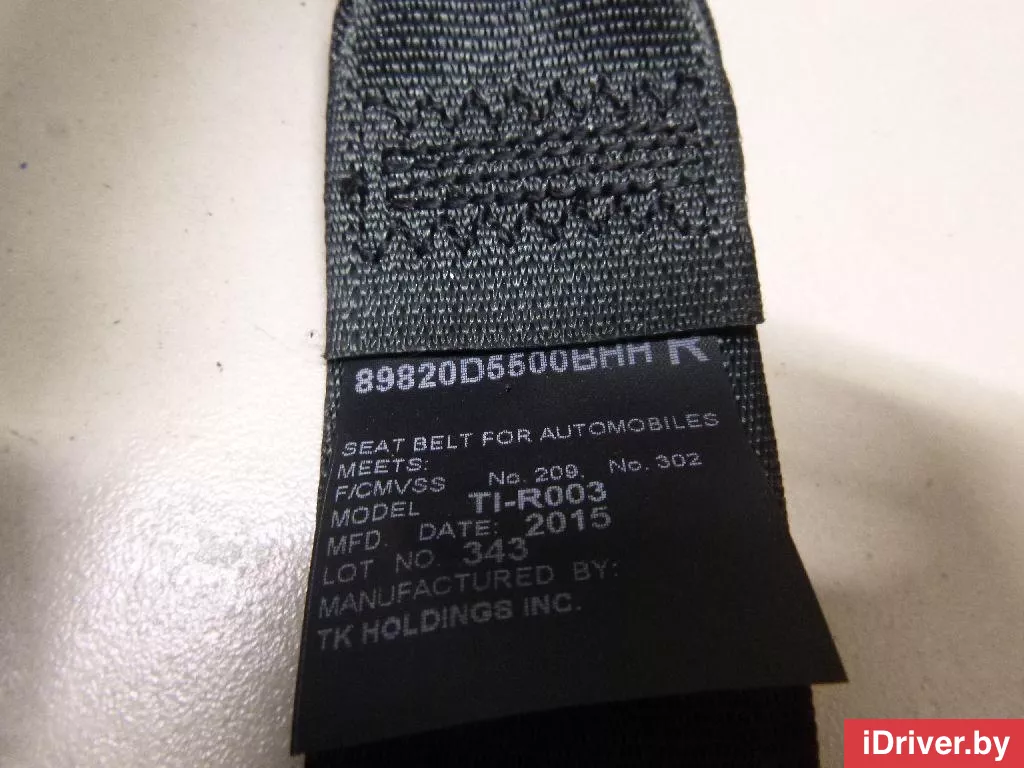 89820D5500BHH R
SEAT BELT FOR AUTOMOBILES
MEETS:
F/CMVSS No. 209, No. 302
MODEL TI-R003
MFD. DATE: 2015
LOT NO. 343
MANUFACTURED BY:
TK HOLDINGS INC.
iDriver.by